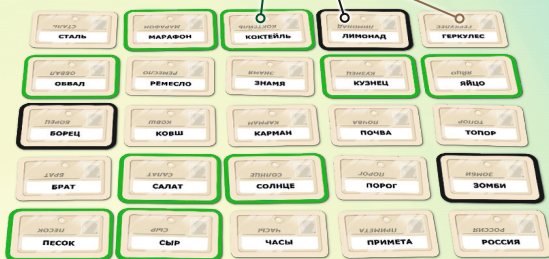 СТАЛЬ МАРАФОН КОКТЕЙЛЬ ЛИМОНАД ГЕРКУЛЕС
ОБВАЛ РЕМЕСЛО ЗНАМЯ КУЗНЕЦ ЯЙЦО
БОРЕЦ КОВШ КАРМАН ПОЧВА ТОПОР
БРАТ САЛАТ СОЛНЦЕ ПОРОГ ЗОМБИ
ПЕСОК СЫР ЧАСЫ ПРИМЕТА РОССИЯ